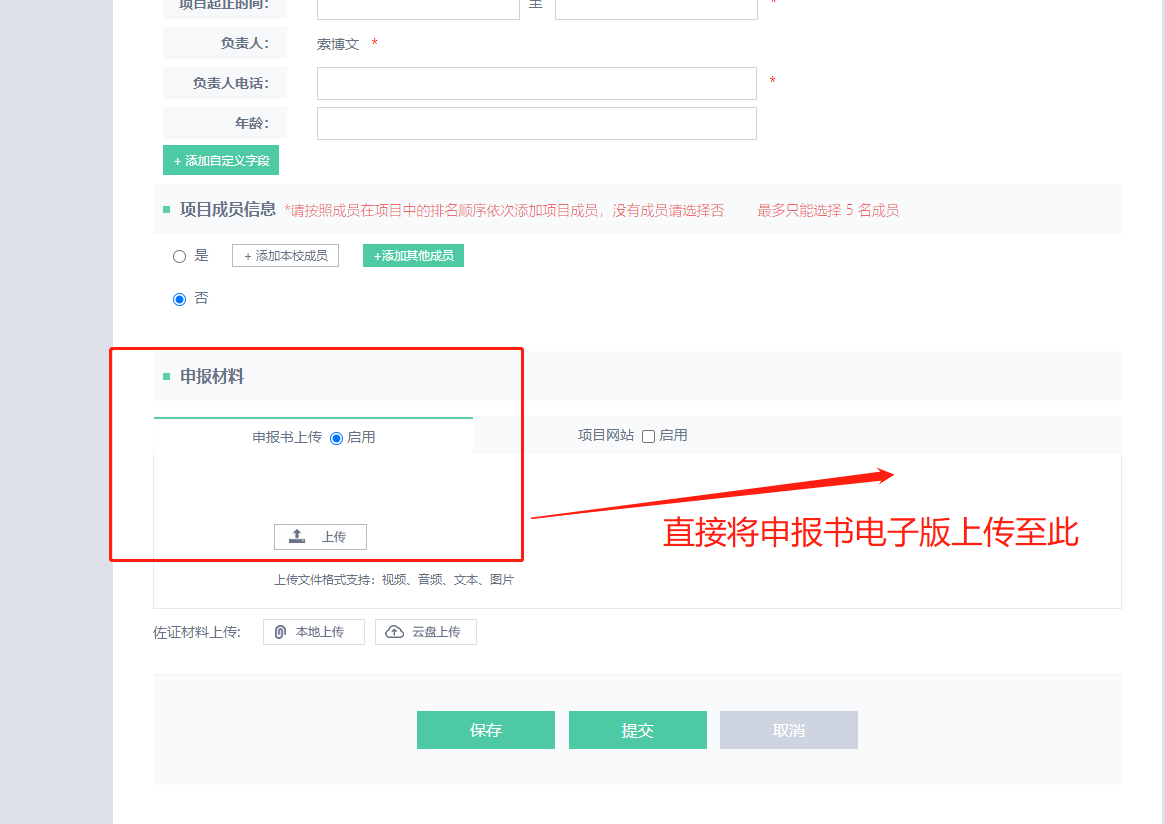 项目起止时间: 至 *
负责人: 索博文 *
负责人电话: *
年龄:
+ 添加自定义字段
项目成员信息 *请按照成员在项目中的排名顺序依次添加项目成员，没有成员请选择否 最多只能选择 5 名成员
是 + 添加本校成员 +添加其他成员
否
申报材料
申报书上传 启用 项目网站 启用
直接将申报书电子版上传至此
上传
上传文件格式支持：视频、音频、文本、图片
佐证材料上传: 本地上传 云盘上传
保存 提交 取消